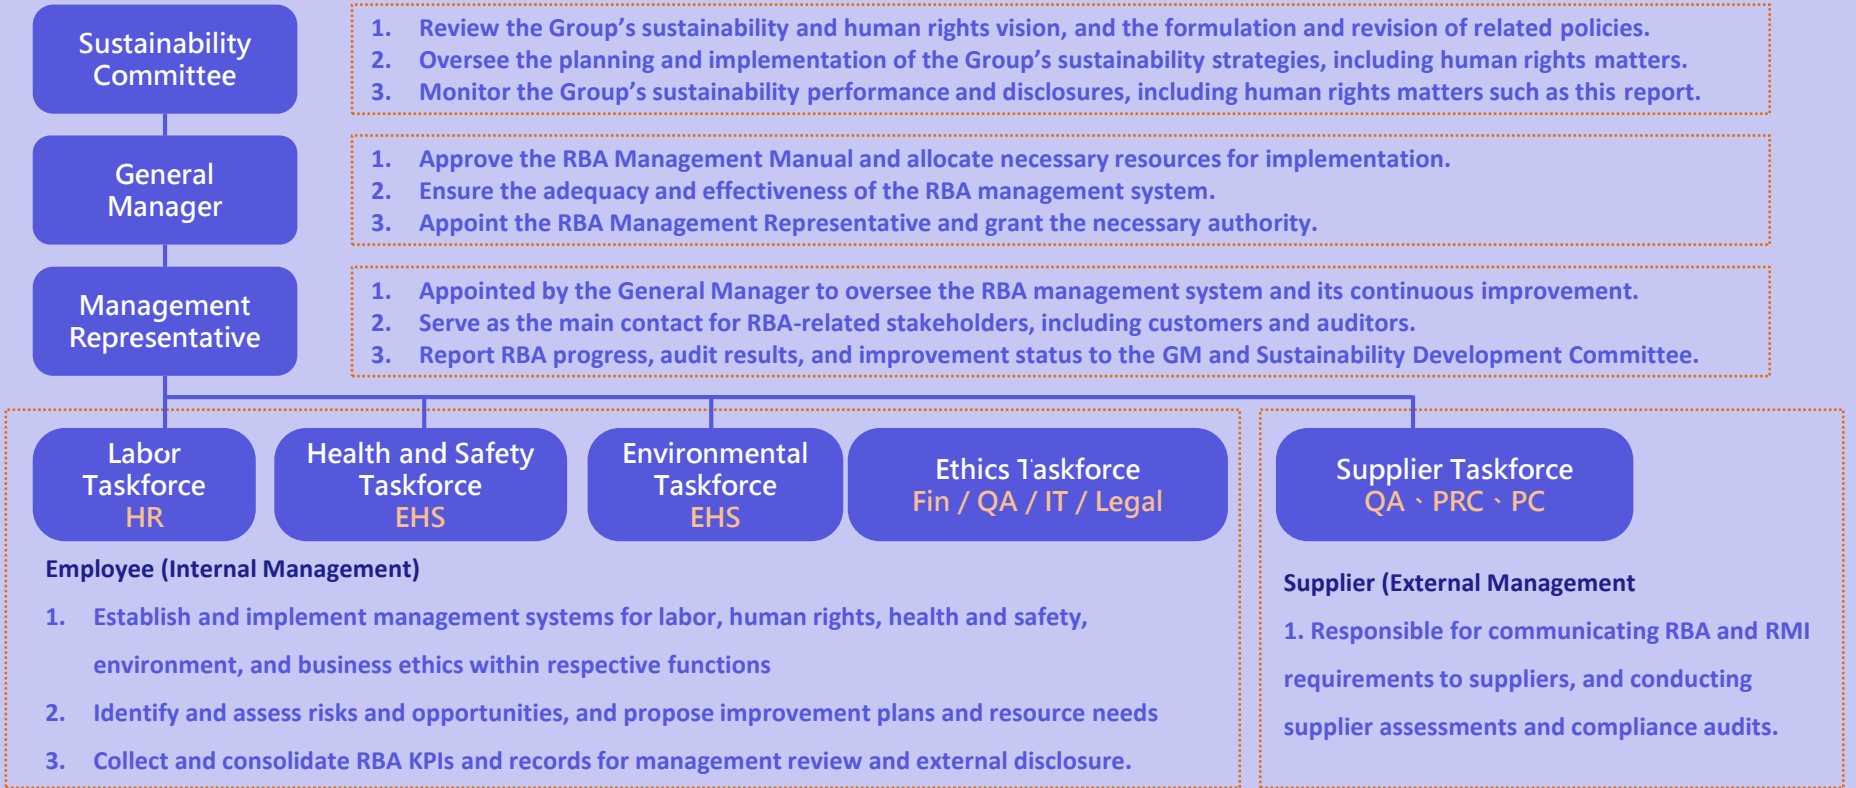 Sustainability
Committee
1. Review the Group’s sustainability and human rights vision, and the formulation and revision of related policies.
2. Oversee the planning and implementation of the Group’s sustainability strategies, including human rights matters.
3. Monitor the Group’s sustainability performance and disclosures, including human rights matters such as this report.
General
Manager
1. Approve the RBA Management Manual and allocate necessary resources for implementation.
2. Ensure the adequacy and effectiveness of the RBA management system.
3. Appoint the RBA Management Representative and grant the necessary authority.
Management
Representative
1. Appointed by the General Manager to oversee the RBA management system and its continuous improvement.
2. Serve as the main contact for RBA-related stakeholders, including customers and auditors.
3. Report RBA progress, audit results, and improvement status to the GM and Sustainability Development Committee.
Labor
Taskforce
HR
Health and Safety
Taskforce
EHS
Environmental
Taskforce
EHS
Ethics Taskforce
Fin / QA / IT / Legal
Supplier Taskforce
QA、PRC、PC
Employee (Internal Management)
1. Establish and implement management systems for labor, human rights, health and safety,
environment, and business ethics within respective functions
2. Identify and assess risks and opportunities, and propose improvement plans and resource needs
3. Collect and consolidate RBA KPIs and records for management review and external disclosure.
Supplier (External Management
1. Responsible for communicating RBA and RMI
requirements to suppliers, and conducting
supplier assessments and compliance audits.